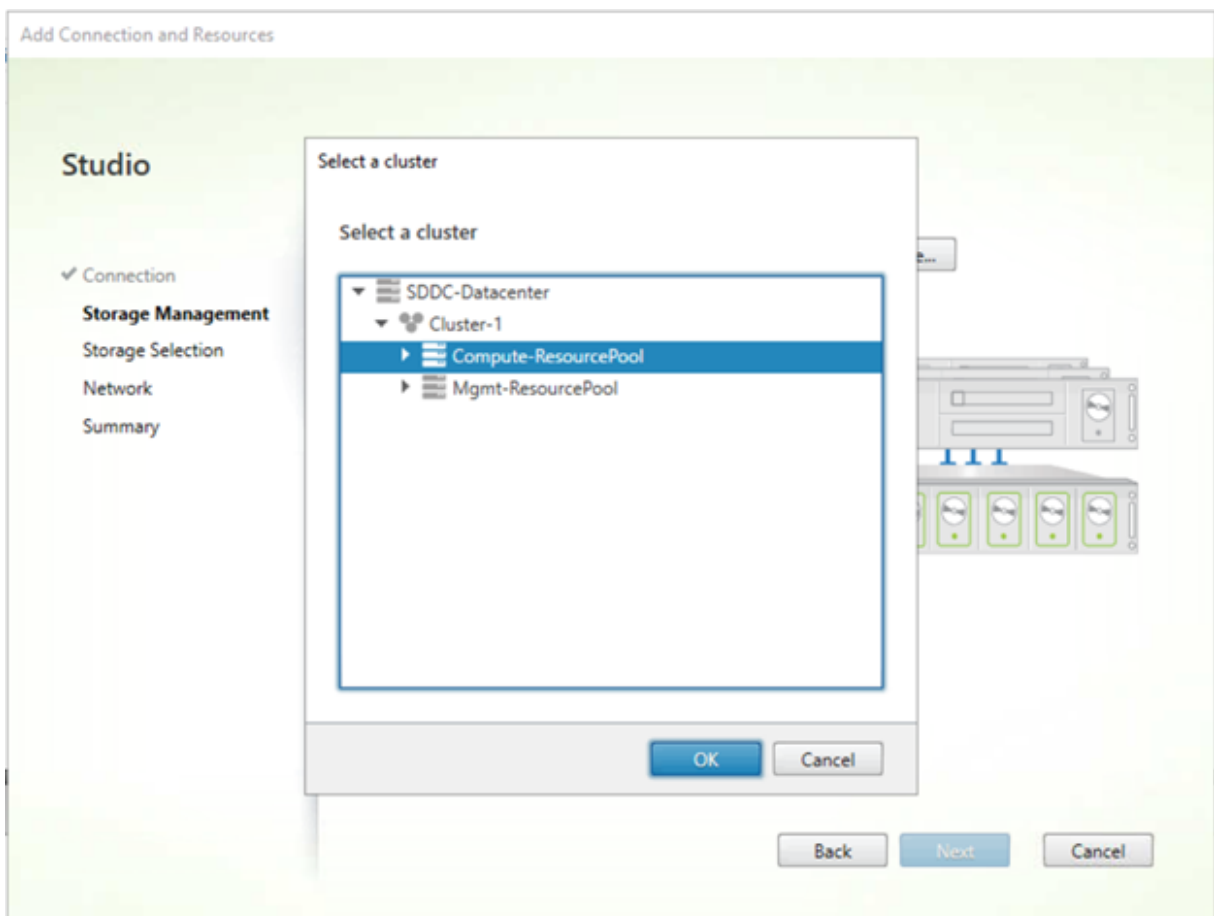 Add Connection and Resources
Studio
Connection
Storage Management
Storage Selection
Network
Summary
Select a cluster
Select a cluster
SDDC-Datacenter
Cluster-1
Compute-ResourcePool
Mgmt-ResourcePool
OK
Cancel
Back
Next
Cancel